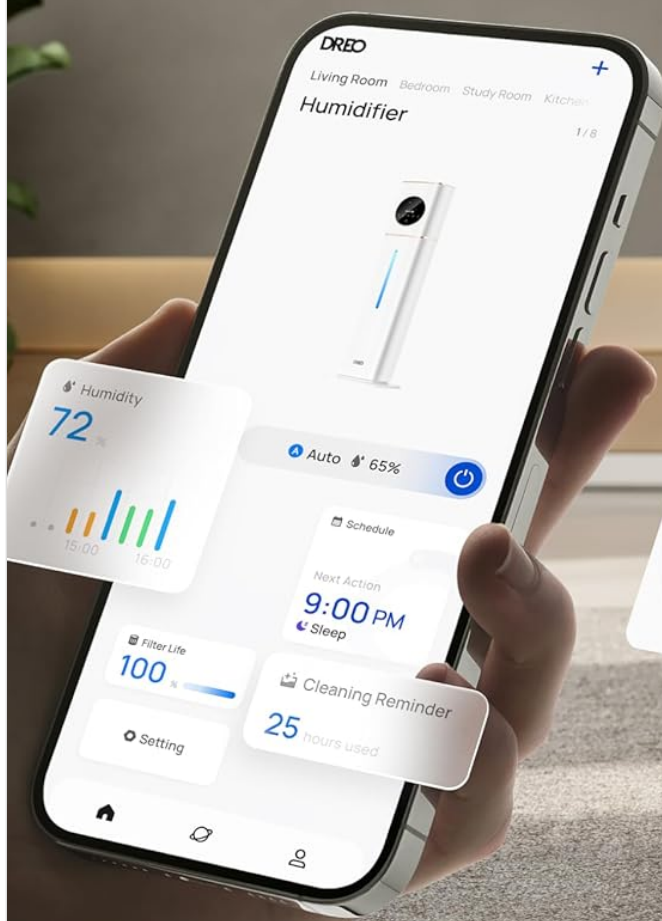 DREO
Living Room Bedroom Study Room Kitchen
Humidifier
1/8
DREO
Humidity
72 %
15:00 16:00
A Auto 65%
Schedule
Next Action
9:00 PM
Sleep
Filter Life
100 %
Cleaning Reminder
25 hours used
Setting